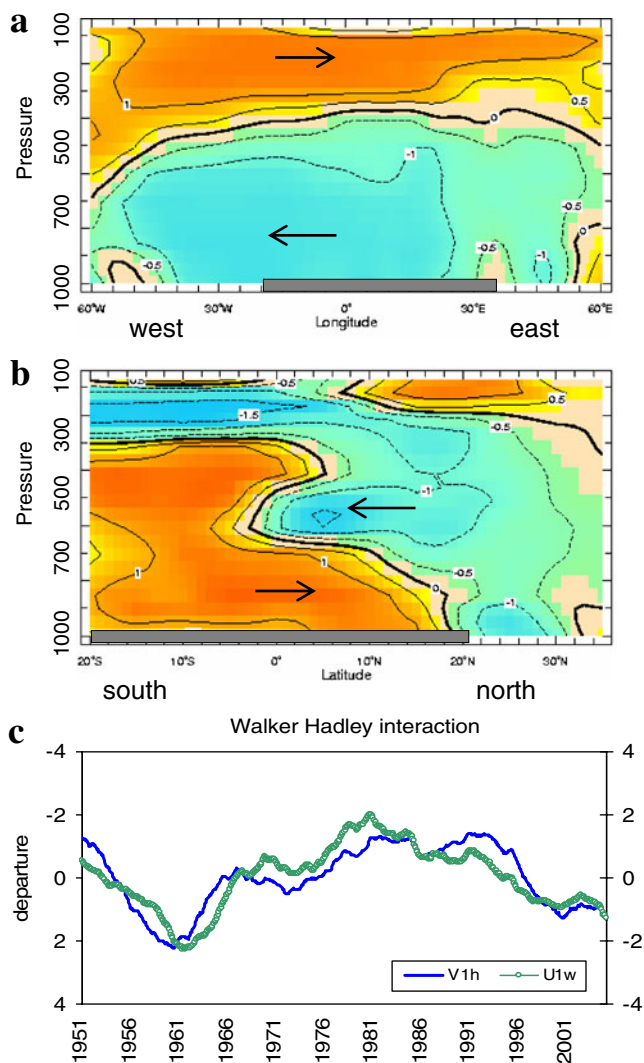 a
100
300
500
700
1000
Pressure
1
0
0.5
-1
-0.5
-0.5
-0.5
-1
0
60°W
30°W
0°
30°E
60°E
west
Longitude
east
b
100
300
500
700
1000
Pressure
0.5
-0.5
0
-1.5
0.5
-0.5
-1
-0.5
1
1
0
-0.5
-1
20°S
10°S
0°
10°N
20°N
30°N
south
Latitude
north
c
Walker Hadley interaction
-4
-2
0
2
4
departure
4
2
0
-2
-4
V1h
U1w
1951
1956
1961
1966
1971
1976
1981
1986
1991
1996
2001